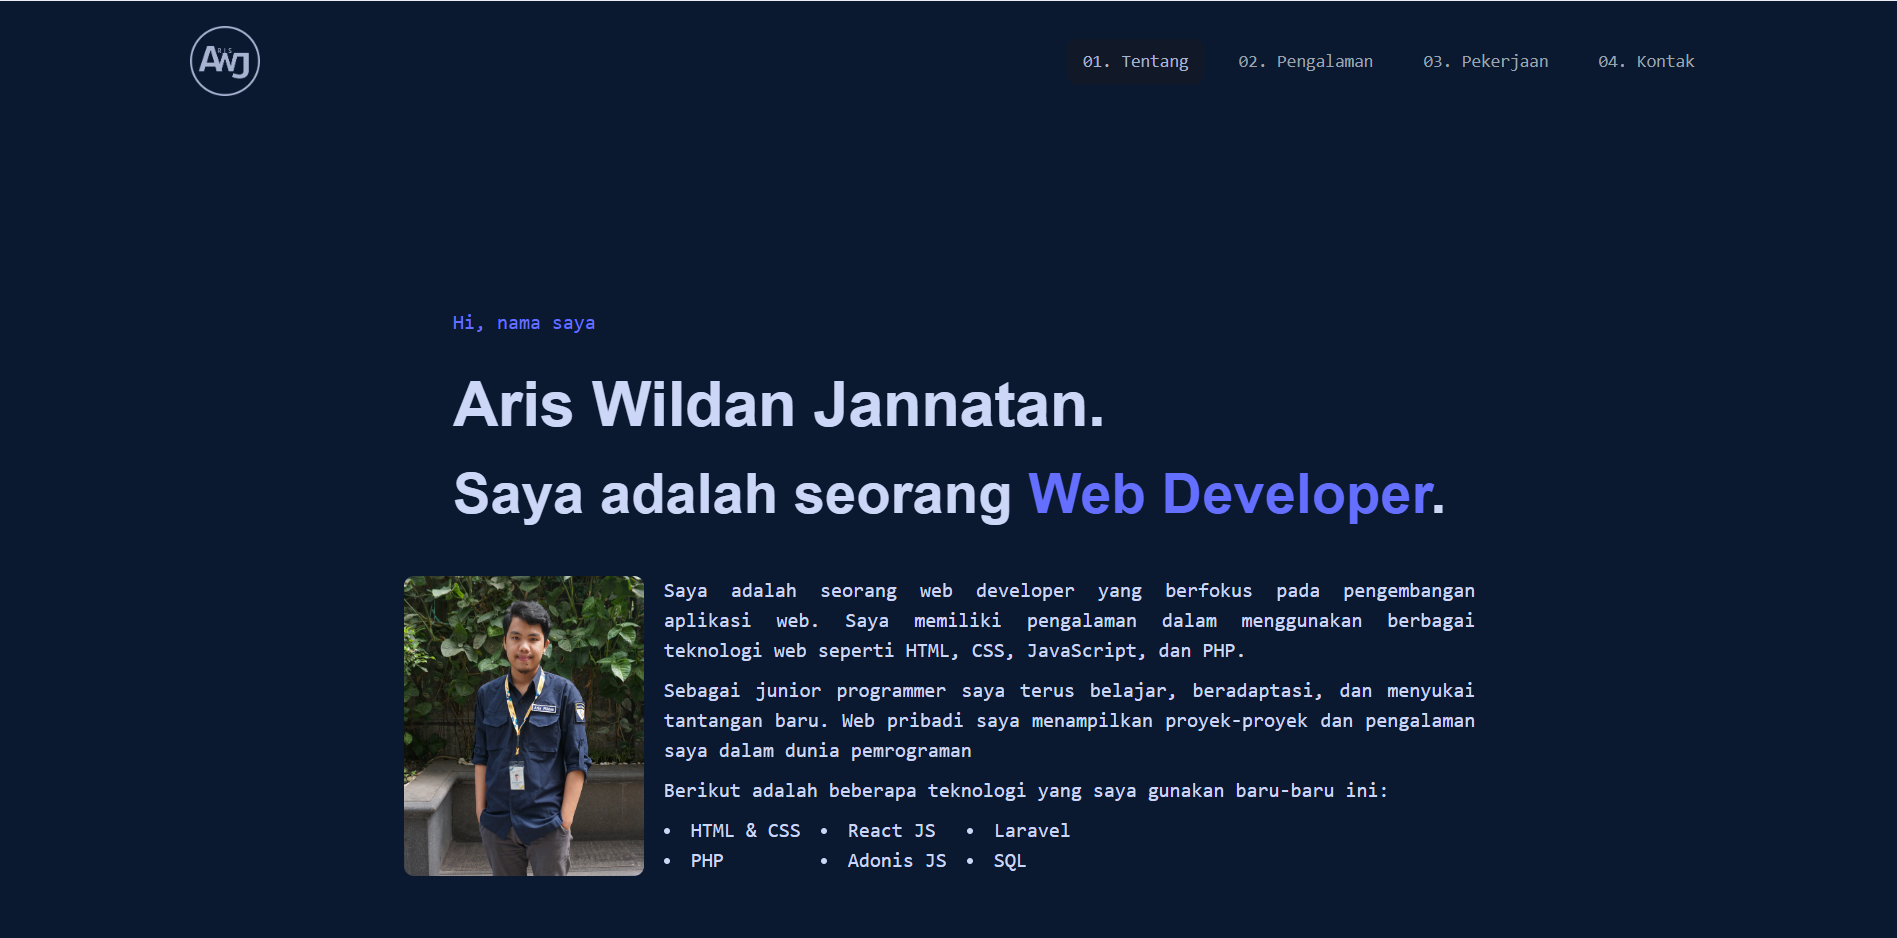 ARIS
AWJ
01. Tentang 02. Pengalaman 03. Pekerjaan 04. Kontak
Hi, nama saya
Aris Wildan Jannatan.
Saya adalah seorang Web Developer.
Saya adalah seorang web developer yang berfokus pada pengembangan
aplikasi web. Saya memiliki pengalaman dalam menggunakan berbagai
teknologi web seperti HTML, CSS, JavaScript, dan PHP.
Sebagai junior programmer saya terus belajar, beradaptasi, dan menyukai
tantangan baru. Web pribadi saya menampilkan proyek-proyek dan pengalaman
saya dalam dunia pemrograman
Berikut adalah beberapa teknologi yang saya gunakan baru-baru ini:
• HTML & CSS • React JS • Laravel
• PHP • Adonis JS • SQL